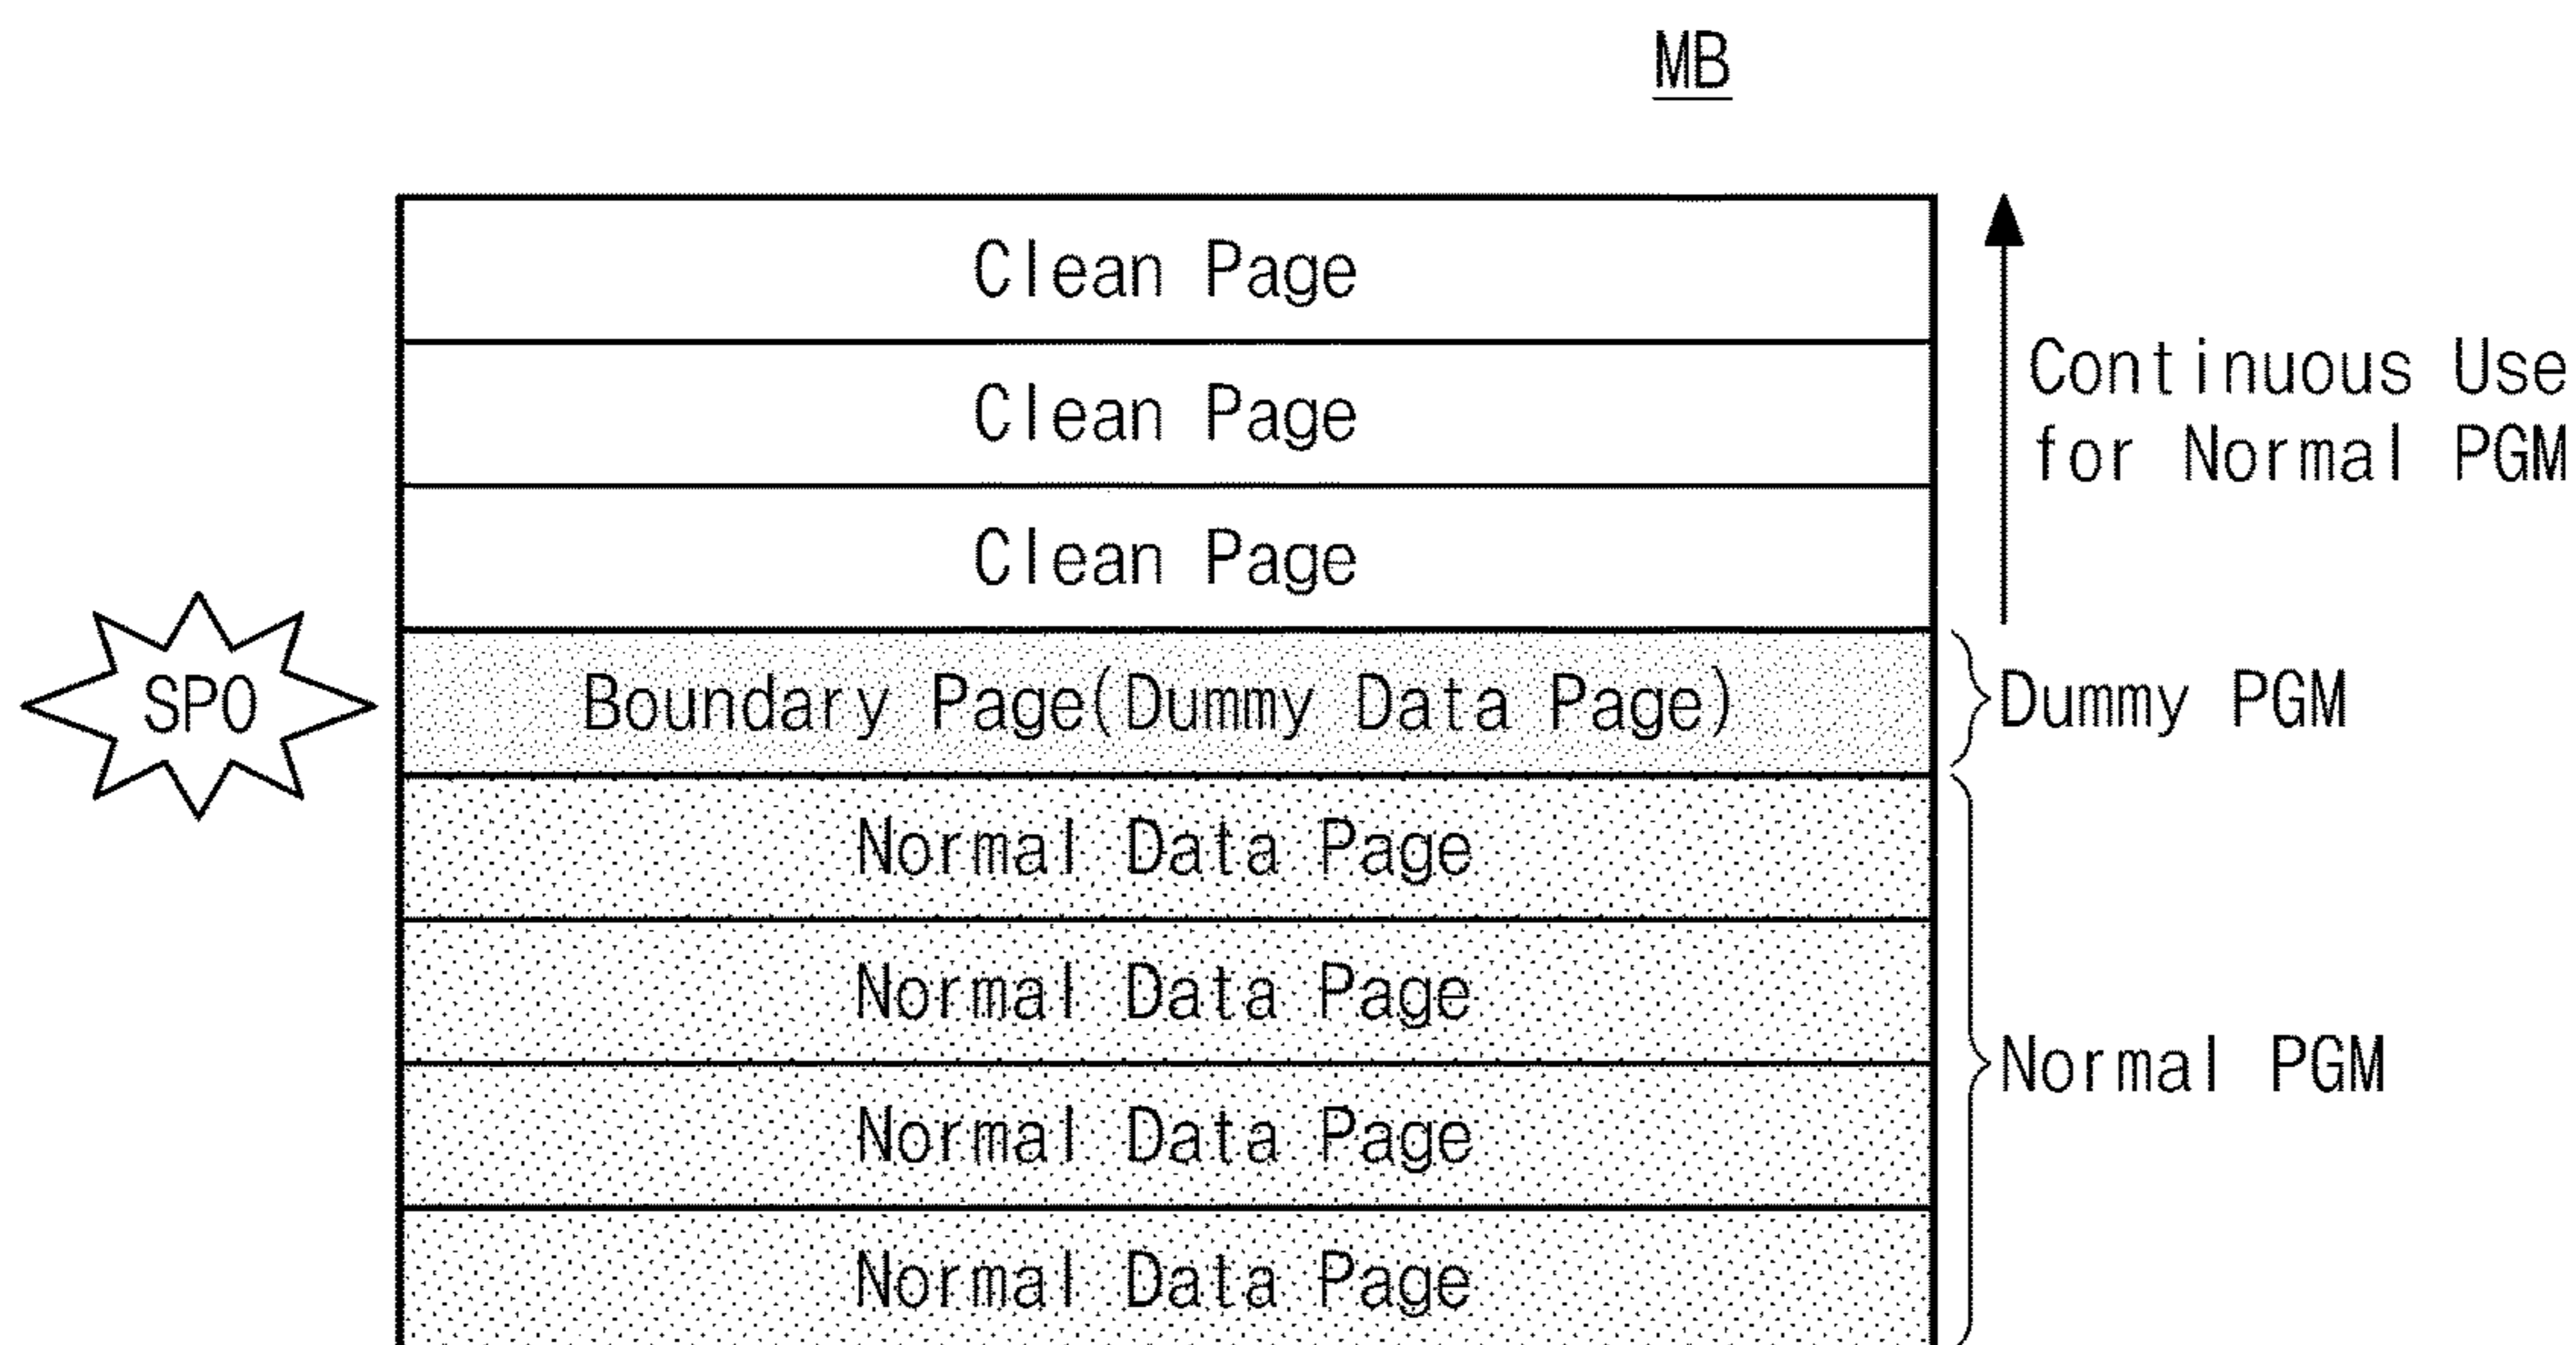 MB
Clean Page
Clean Page
Continuous Use
for Normal PGM
Clean Page
SPO
Boundary Page(Dummy Data Page)
Dummy PGM
Normal Data Page
Normal Data Page
Normal PGM
Normal Data Page
Normal Data Page